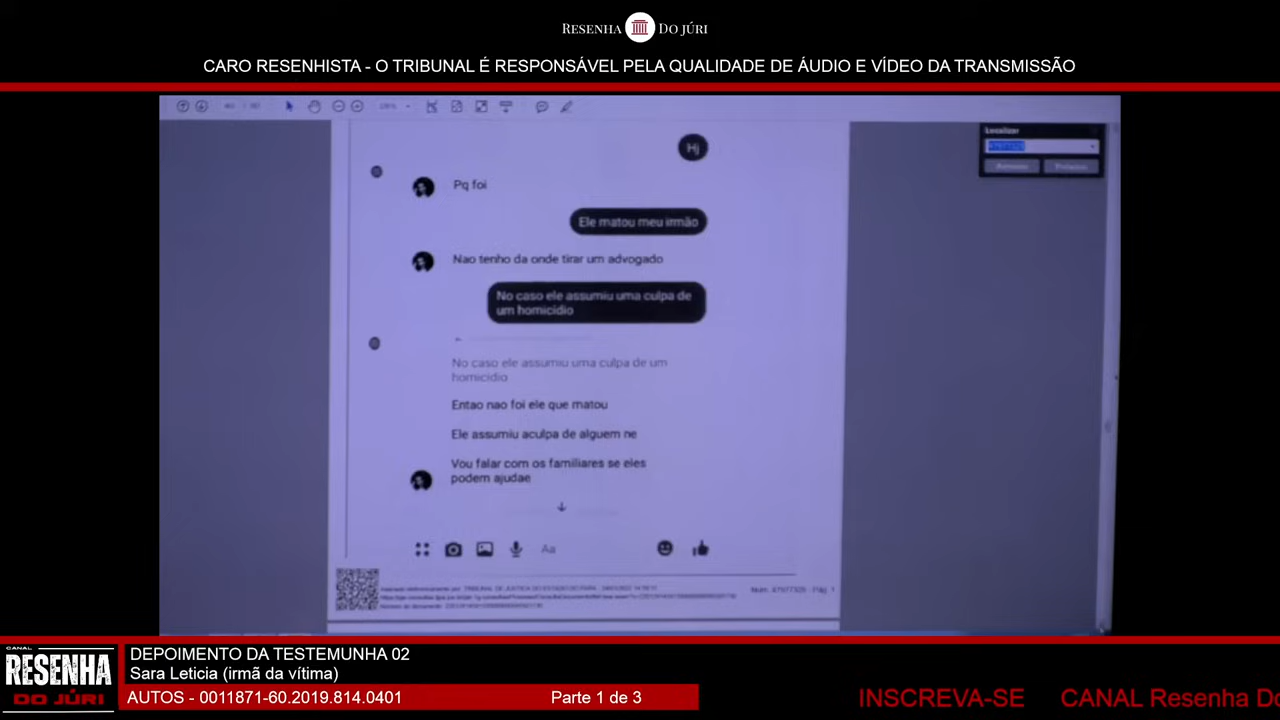 RESENHA DO JÚRI
CARO RESENHISTA - O TRIBUNAL É RESPONSÁVEL PELA QUALIDADE DE ÁUDIO E VÍDEO DA TRANSMISSÃO
Localizar
Hj
Pq foi
Ele matou meu irmão
Nao tenho da onde tirar um advogado
No caso ele assumiu uma culpa de
um homicídio
No caso ele assumiu uma culpa de um
homicídio
Entao nao foi ele que matou
Ele assumiu aculpa de alguem ne
Vou falar com os familiares se eles
podem ajudae
Aa
CANAL
RESENHA
DO JÚRI
DEPOIMENTO DA TESTEMUNHA 02
Sara Leticia (irmã da vítima)
AUTOS - 0011871-60.2019.814.0401
Parte 1 de 3
INSCREVA-SE
CANAL Resenha Do